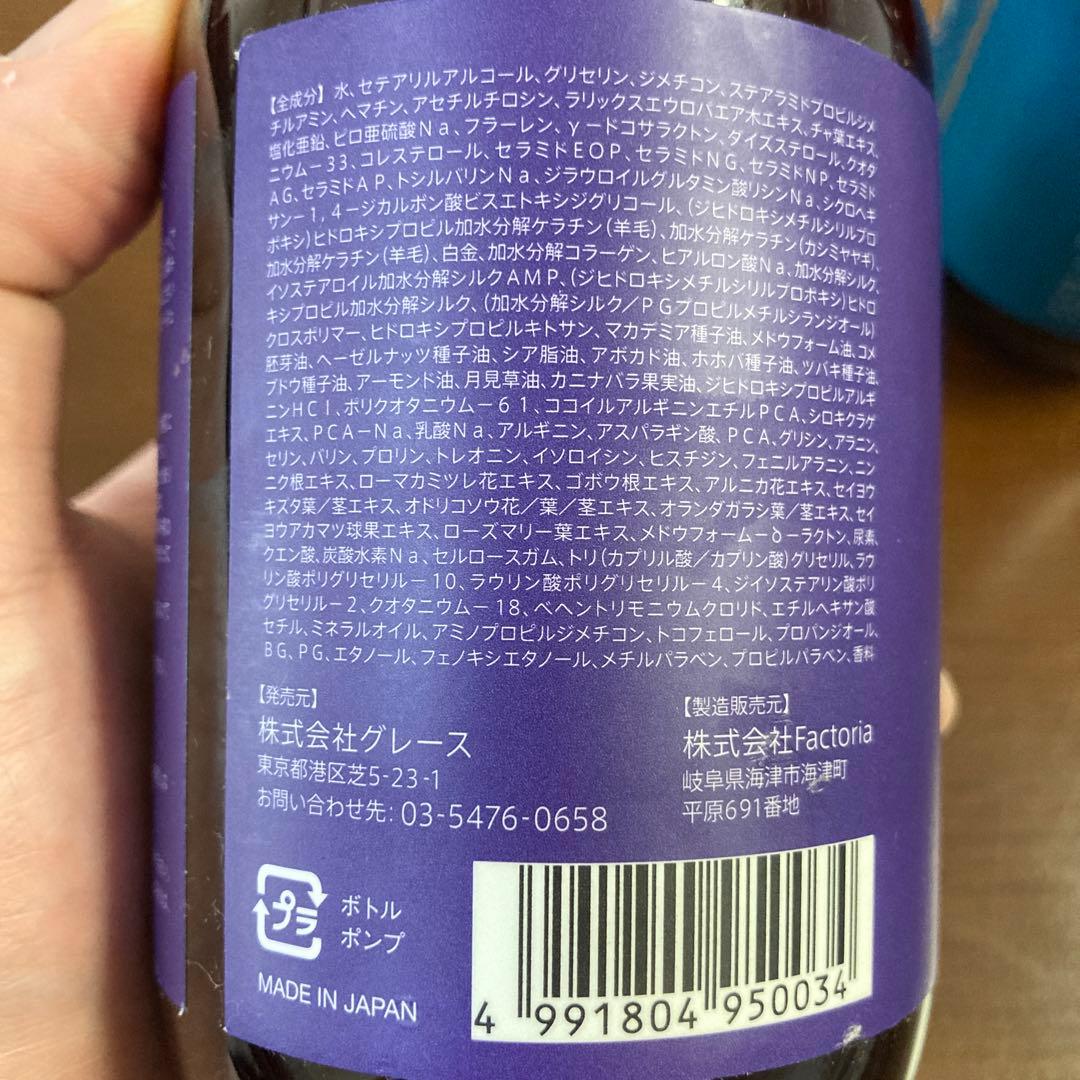 【全成分】水、セテアリルアルコール、グリセリン、ジメチコン、ステアラミドプロピルジメ
チルアミン、ヘマチン、アセチルチロシン、ラリックスエウロパエア木エキス、チャ葉エキス、
塩化亜鉛、ピロ亜硫酸Ｎａ、フラーレン、γ－ドコサラクトン、ダイズステロール、クオタ
ニウム－３３、コレステロール、セラミドＥＯＰ、セラミドＮＧ、セラミドＮＰ、セラミド
ＡＧ、セラミドＡＰ、トシルバリンＮａ、ジラウロイルグルタミン酸リシンＮａ、シクロヘキ
サン－１，４－ジカルボン酸ビスエトキシジグリコール、（ジヒドロキシメチルシリルプロ
ポキシ）ヒドロキシプロピル加水分解ケラチン（羊毛）、加水分解ケラチン（カシミヤヤギ）、
加水分解ケラチン（羊毛）、白金、加水分解コラーゲン、ヒアルロン酸Ｎａ、加水分解シルク、
イソステアロイル加水分解シルクＡＭＰ、（ジヒドロキシメチルシリルプロポキシ）ヒドロ
キシプロピル加水分解シルク、（加水分解シルク／ＰＧプロピルメチルシランジオール）
クロスポリマー、ヒドロキシプロピルキトサン、マカデミア種子油、メドウフォーム油、コメ
胚芽油、ヘーゼルナッツ種子油、シア脂油、アボカド油、ホホバ種子油、ツバキ種子油、
ブドウ種子油、アーモンド油、月見草油、カニナバラ果実油、ジヒドロキシプロピルアルギ
ニンＨＣｌ、ポリクオタニウム－６１、ココイルアルギニンエチルＰＣＡ、シロキクラゲ
エキス、ＰＣＡ－Ｎａ、乳酸Ｎａ、アルギニン、アスパラギン酸、ＰＣＡ、グリシン、アラニン、
セリン、バリン、プロリン、トレオニン、イソロイシン、ヒスチジン、フェニルアラニン、ニン
ニク根エキス、ローマカミツレ花エキス、ゴボウ根エキス、アルニカ花エキス、セイヨウ
キズタ葉／茎エキス、オドリコソウ花／葉／茎エキス、オランダガラシ葉／茎エキス、セイ
ヨウアカマツ球果エキス、ローズマリー葉エキス、メドウフォーム－δ－ラクトン、尿素、
クエン酸、炭酸水素Ｎａ、セルロースガム、トリ（カプリル酸／カプリン酸）グリセリル、ラウ
リン酸ポリグリセリル－10、ラウリン酸ポリグリセリル－4、ジイソステアリン酸ポリ
グリセリル－2、クオタニウム－18、ベヘントリモニウムクロリド、エチルヘキサン酸
セチル、ミネラルオイル、アミノプロピルジメチコン、トコフェロール、プロパンジオール、
ＢＧ、ＰＧ、エタノール、フェノキシエタノール、メチルパラベン、プロピルパラベン、香料
【発売元】
株式会社グレース
東京都港区芝5-23-1
お問い合わせ先：03-5476-0658
【製造販売元】
株式会社Factoria
岐阜県海津市海津町
平原691番地
プラ
ボトル
ポンプ
MADE IN JAPAN
4 991804 950034